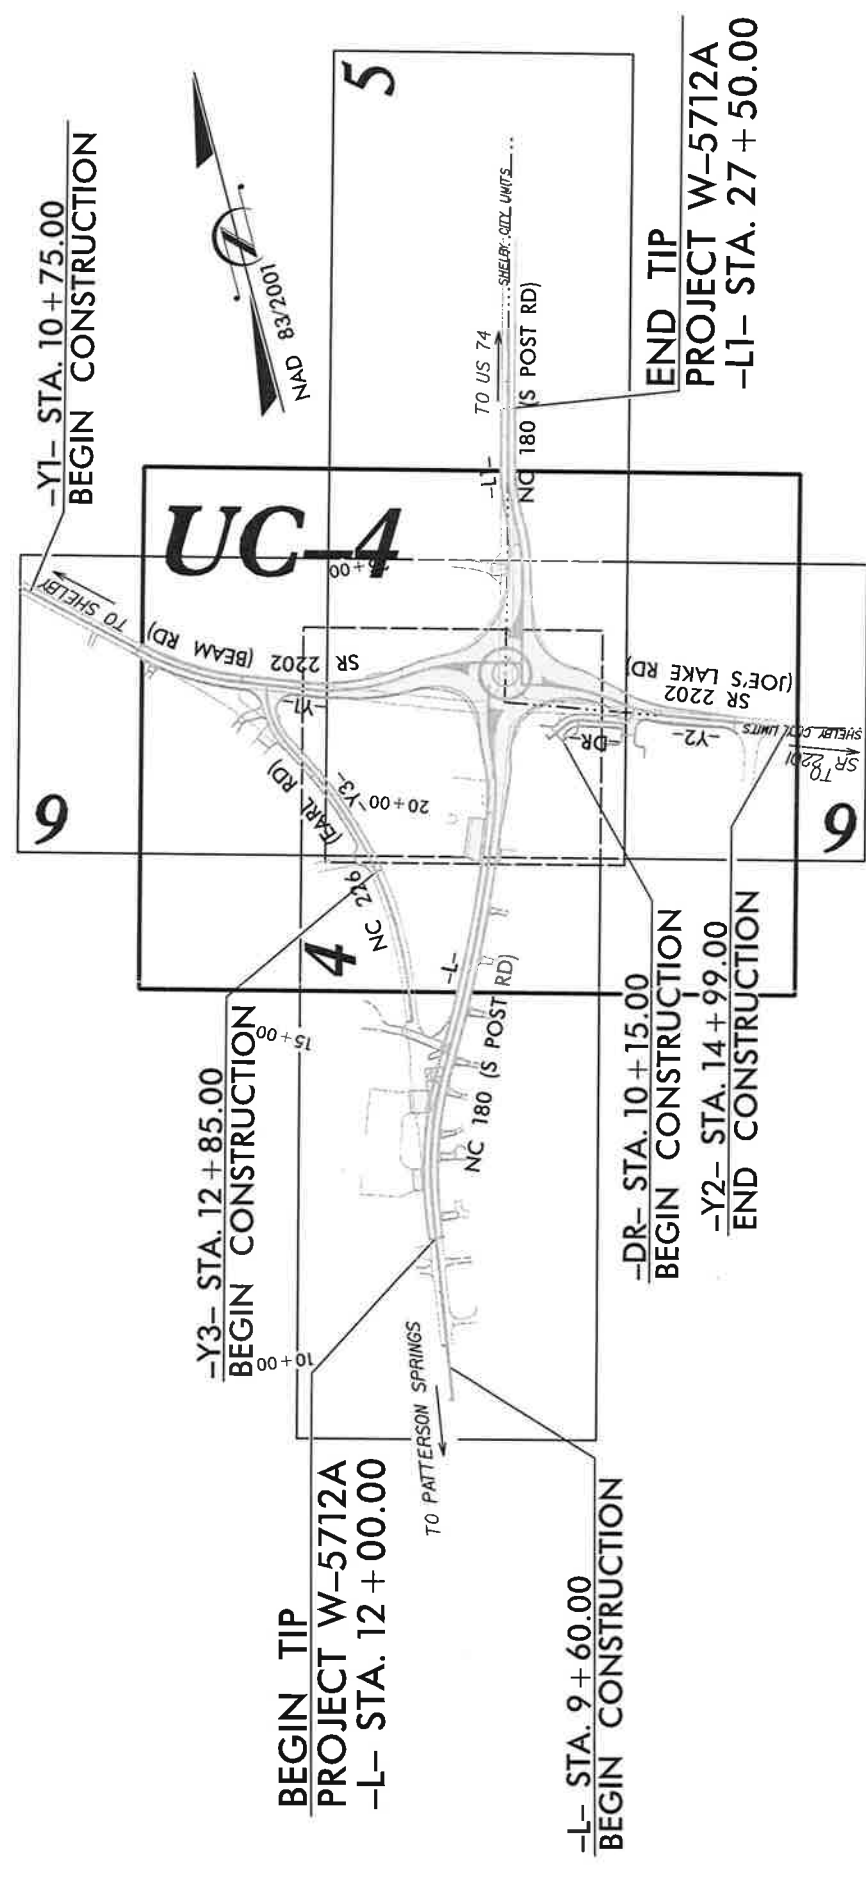 -Y1- STA. 10+75.00
BEGIN CONSTRUCTION
NAD 83/2001
5
END TIP
PROJECT W-5712A
-L1- STA. 27+50.00
SHELBY CITY LIMITS
TO US 74
NC 180 (S POST RD)
-L1-
UC-4
TO SHELBY
SR 2202 (BEAM RD)
-Y1-
SR 2202
(JOE'S LAKE RD)
SHELBY CITY LIMITS
TO
SR 2201
-Y2-
-DR-
(EARL RD)
-Y3-
20+00
NC 226
6
9
4
-L-
NC 180 (S POST RD)
15+00
-Y3- STA. 12+85.00
BEGIN CONSTRUCTION
-DR- STA. 10+15.00
BEGIN CONSTRUCTION
-Y2- STA. 14+99.00
END CONSTRUCTION
10+00
TO PATTERSON SPRINGS
BEGIN TIP
PROJECT W-5712A
-L- STA. 12+00.00
-L- STA. 9+60.00
BEGIN CONSTRUCTION